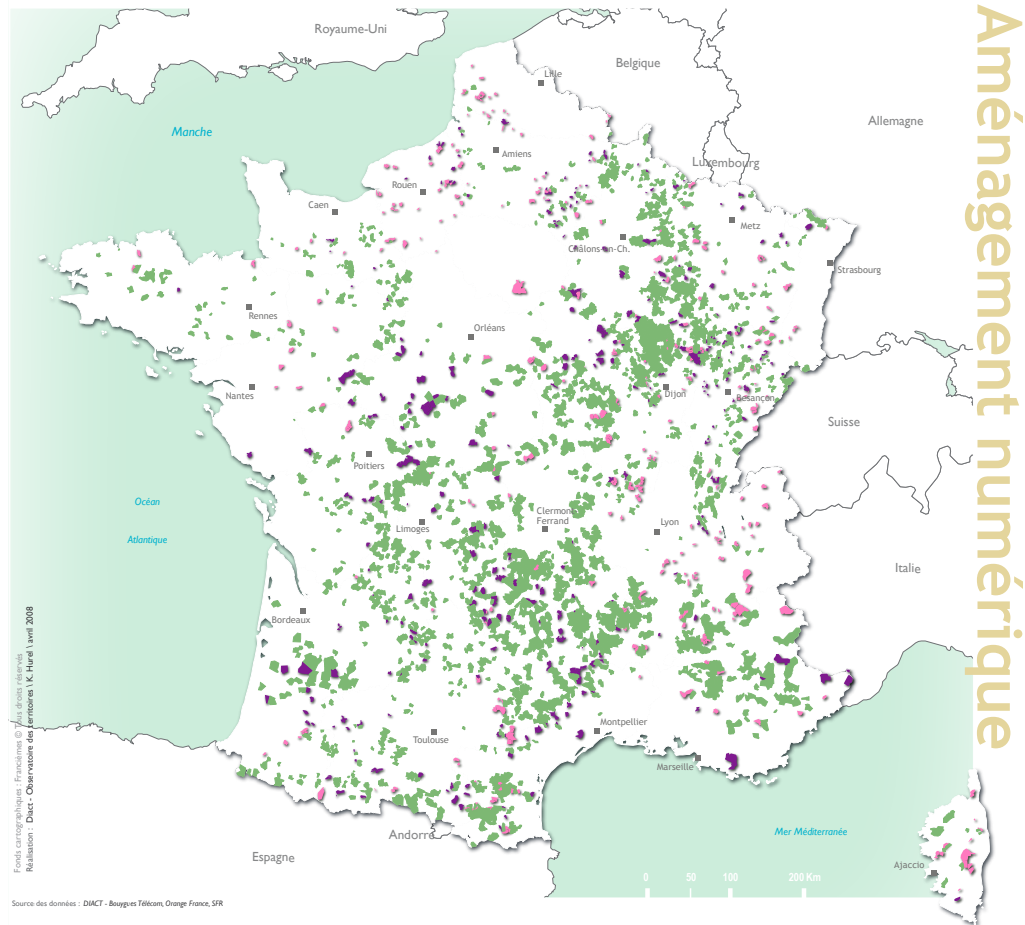 Aménagement numérique
Royaume-Uni
Belgique
Lille
Manche
Allemagne
Amiens
Luxembourg
Rouen
Caen
Metz
Châlons-en-Ch.
Strasbourg
Rennes
Orléans
Nantes
Dijon
Besançon
Suisse
Poitiers
Océan
Atlantique
Clermont
Ferrand
Limoges
Lyon
Italie
Bordeaux
Montpellier
Toulouse
Marseille
Mer Méditerranée
Andorre
Espagne
Ajaccio
0 50 100 200 Km
Fonds cartographiques : Francièmes © Tous droits réservés
Réalisation : Diact - Observatoire des territoires \ K. Hurel \ avril 2008
Source des données : DIACT - Bouygues Télécom, Orange France, SFR